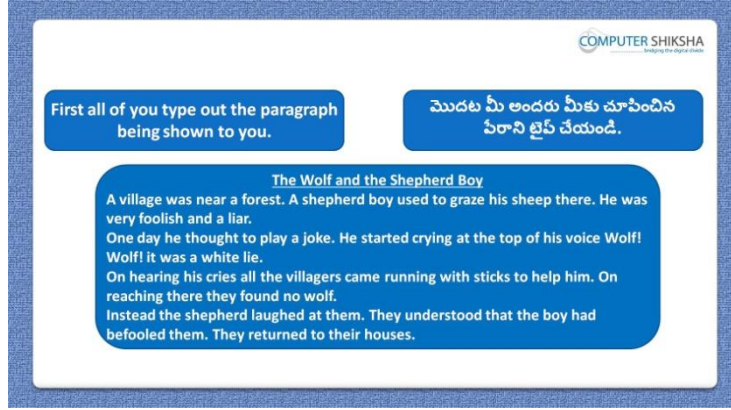 COMPUTER SHIKSHA
bridging the digital divide
First all of you type out the paragraph
being shown to you.
మొదట మీ అందరు మీకు చూపించిన
పేరాని టైప్ చేయండి.
The Wolf and the Shepherd Boy
A village was near a forest. A shepherd boy used to graze his sheep there. He was
very foolish and a liar.
One day he thought to play a joke. He started crying at the top of his voice Wolf!
Wolf! it was a white lie.
On hearing his cries all the villagers came running with sticks to help him. On
reaching there they found no wolf.
Instead the shepherd laughed at them. They understood that the boy had
befooled them. They returned to their houses.